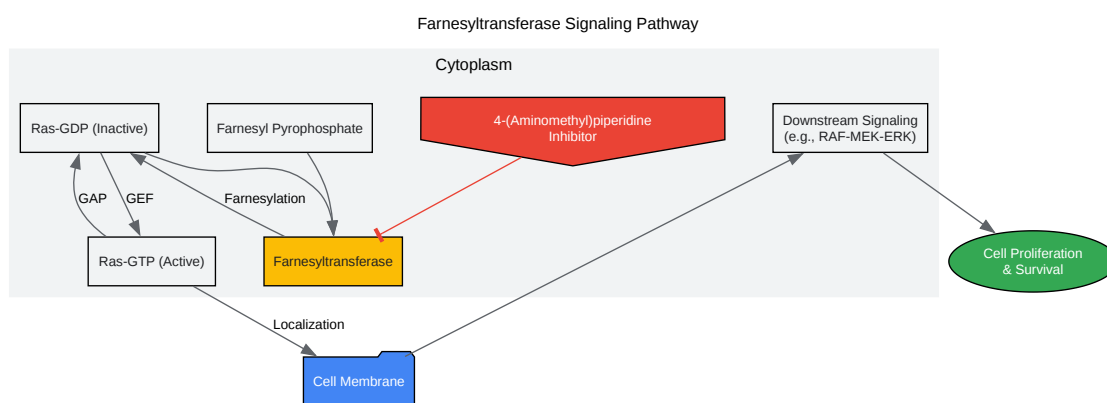 Farnesyltransferase Signaling Pathway
Cytoplasm
Ras-GDP (Inactive)
Farnesyl Pyrophosphate
4-(Aminomethyl)piperidine
Inhibitor
Downstream Signaling
(e.g., RAF-MEK-ERK)
GAP
GEF
Farnesylation
Ras-GTP (Active)
Farnesyltransferase
Cell Proliferation
& Survival
Localization
Cell Membrane